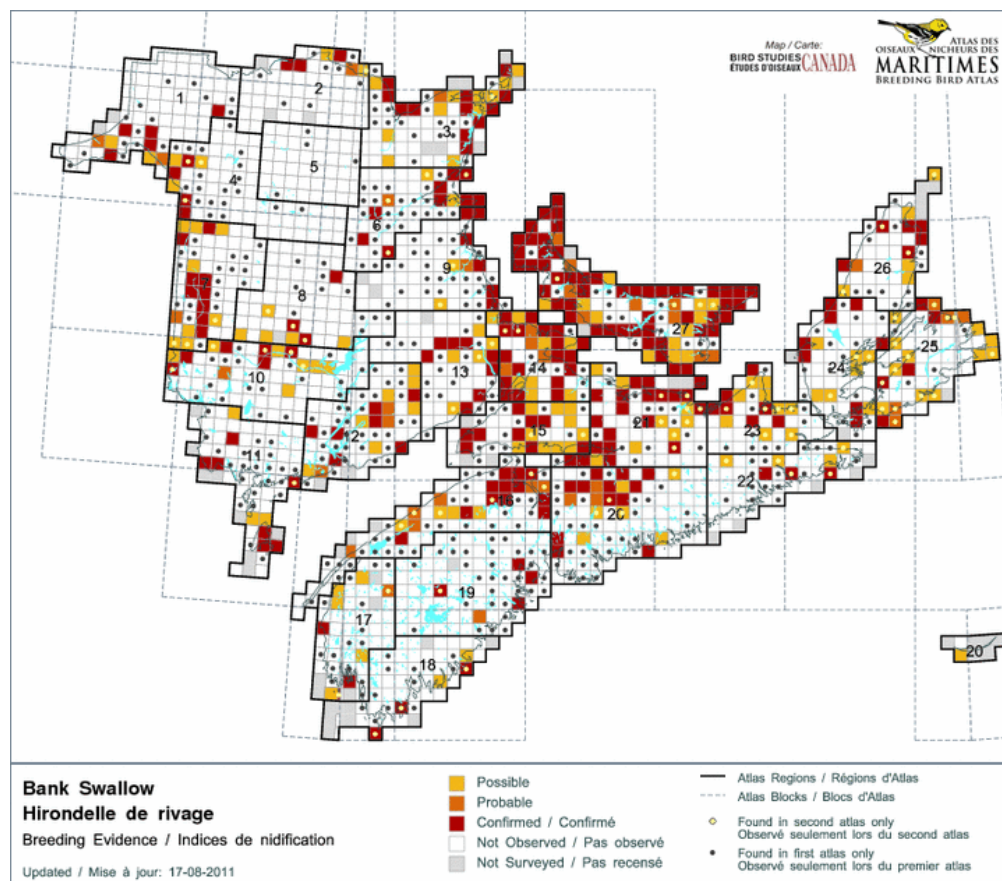 Map / Carte:
BIRD STUDIES
ÉTUDES D'OISEAUX CANADA
ATLAS DES
OISEAUX NICHEURS DES
MARITIMES
BREEDING BIRD ATLAS
1
2
3
5
4
6
26
9
7
8
27
25
24
14
13
10
21
15
23
12
11
22
16
20
19
17
20
18
Bank Swallow
Hirondelle de rivage
Breeding Evidence / Indices de nidification
Updated / Mise à jour: 17-08-2011
Possible
Probable
Confirmed / Confirmé
Not Observed / Pas observé
Not Surveyed / Pas recensé
Atlas Regions / Régions d'Atlas
Atlas Blocks / Blocs d'Atlas
Found in second atlas only
Observé seulement lors du second atlas
Found in first atlas only
Observé seulement lors du premier atlas